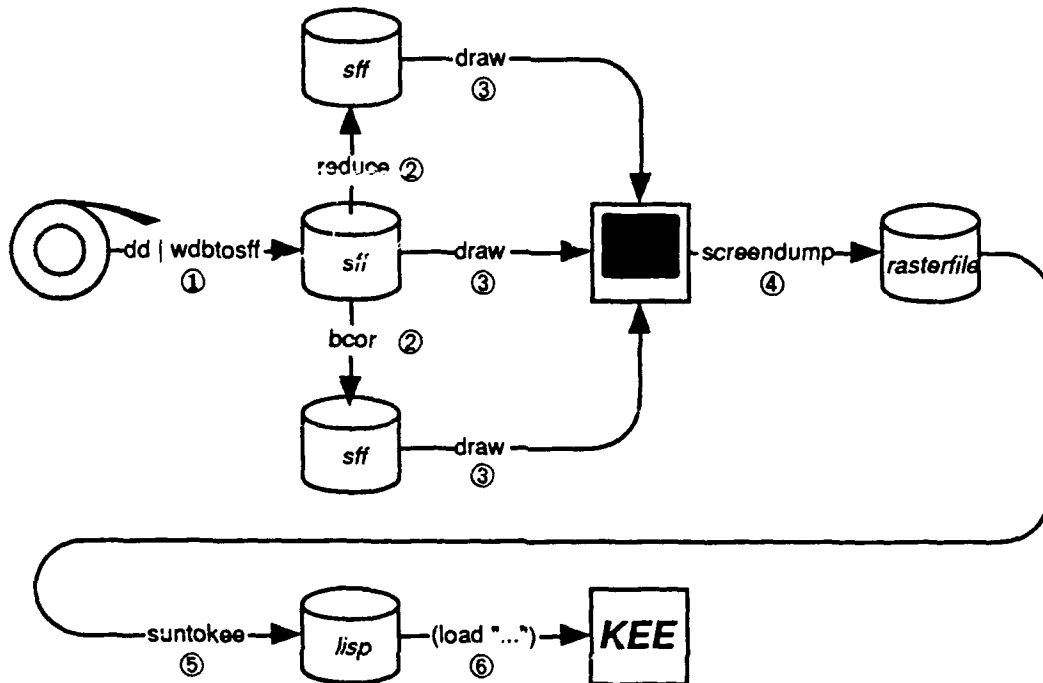 sff
draw
③
reduce ②
dd | wdbtosff
①
sff
draw
③
screendump
④
rasterfile
bcor ②
sff
draw
③
suntokee
⑤
lisp
(load "...")
⑥
KEE